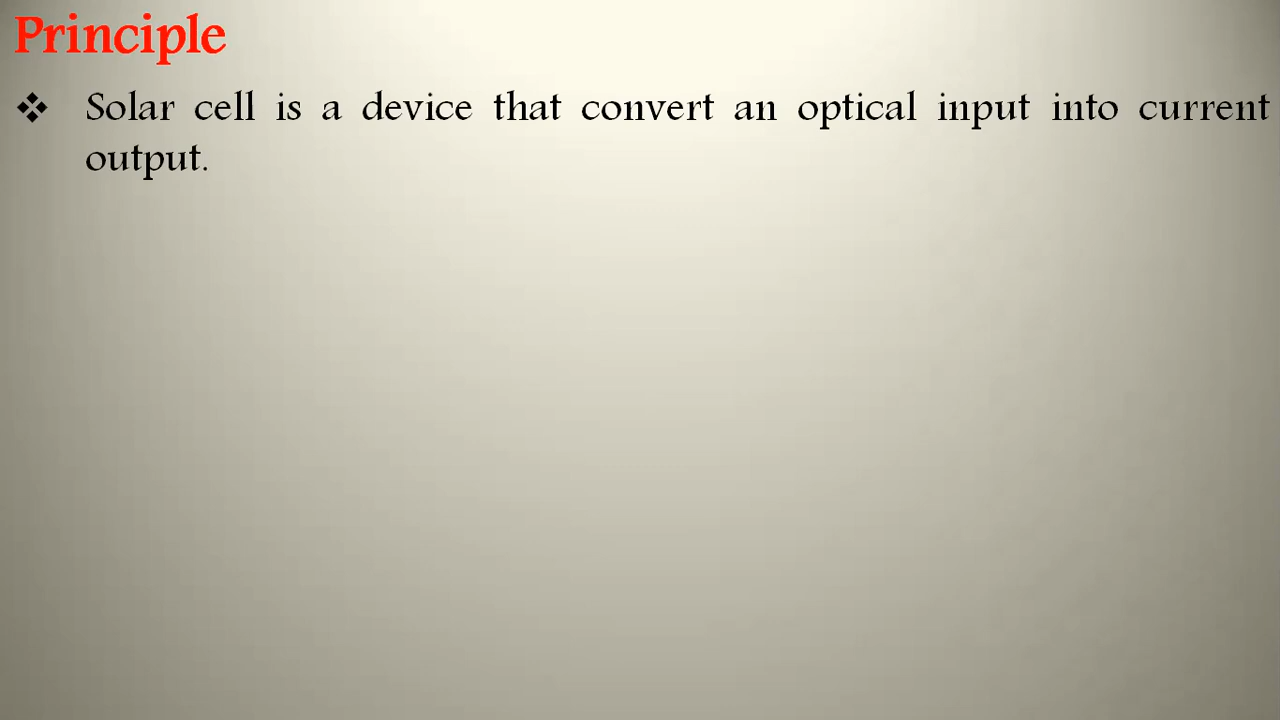 Principle
❖ Solar cell is a device that convert an optical input into current
output.